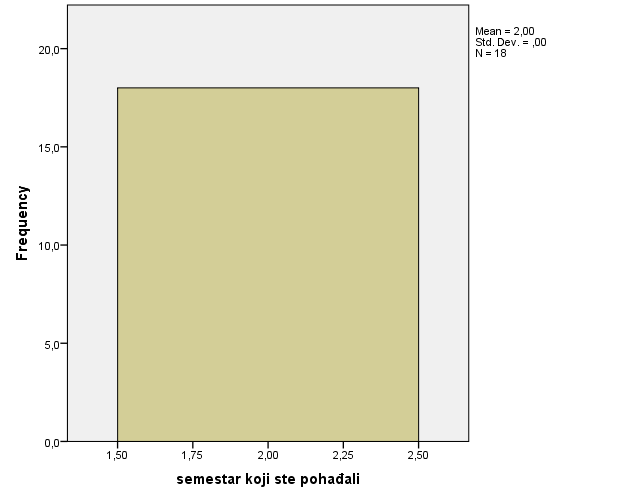 Mean = 2,00
Std. Dev. = ,00
N = 18
20,0
15,0
10,0
5,0
0,0
Frequency
1,50 1,75 2,00 2,25 2,50
semestar koji ste pohađali